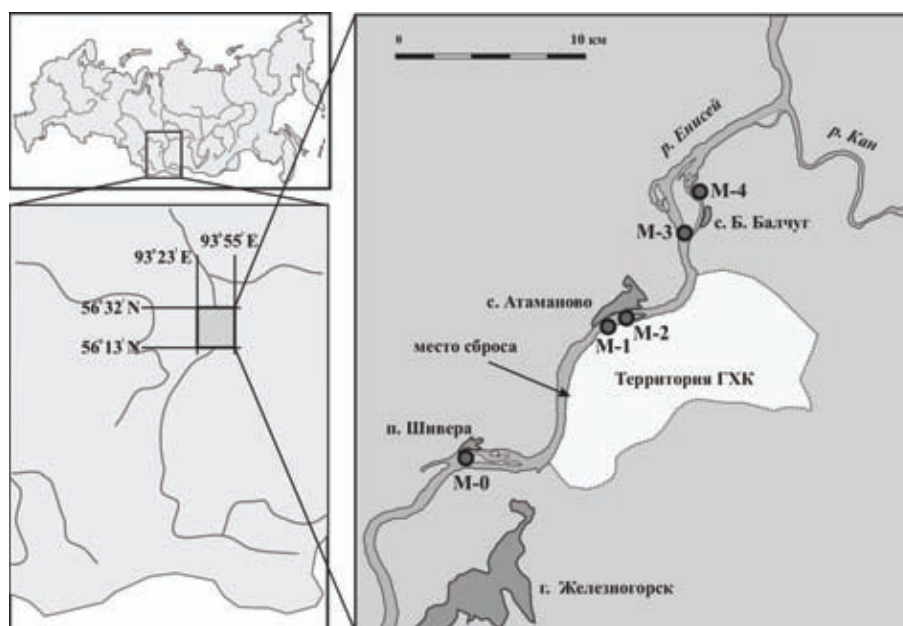 93°23' E
93°55' E
56°32' N
56°13' N
0
10 км
р. Енисей
р. Кан
М-4
с. Б. Балчуг
М-3
с. Атаманово
М-2
М-1
место сброса
Территория ГХК
п. Шивера
М-0
г. Железногорск